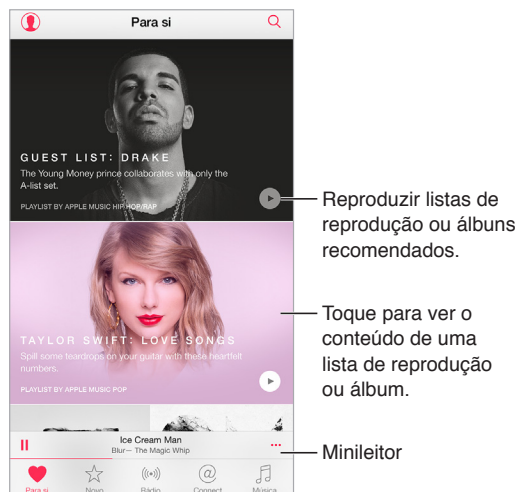 Para si
GUEST LIST: DRAKE
The Young Money prince collaborates with only the
A-list set.
PLAYLIST BY APPLE MUSIC HIP HOP/RAP
Reproduzir listas de
reprodução ou álbuns
recomendados.
TAYLOR SWIFT: LOVE SONGS
Spill some teardrops on your guitar with these heartfelt
numbers.
PLAYLIST BY APPLE MUSIC POP
Toque para ver o
conteúdo de uma
lista de reprodução
ou álbum.
Ice Cream Man
Blur— The Magic Whip
Minileitor
Para si
Novo
Rádio
Connect
Música